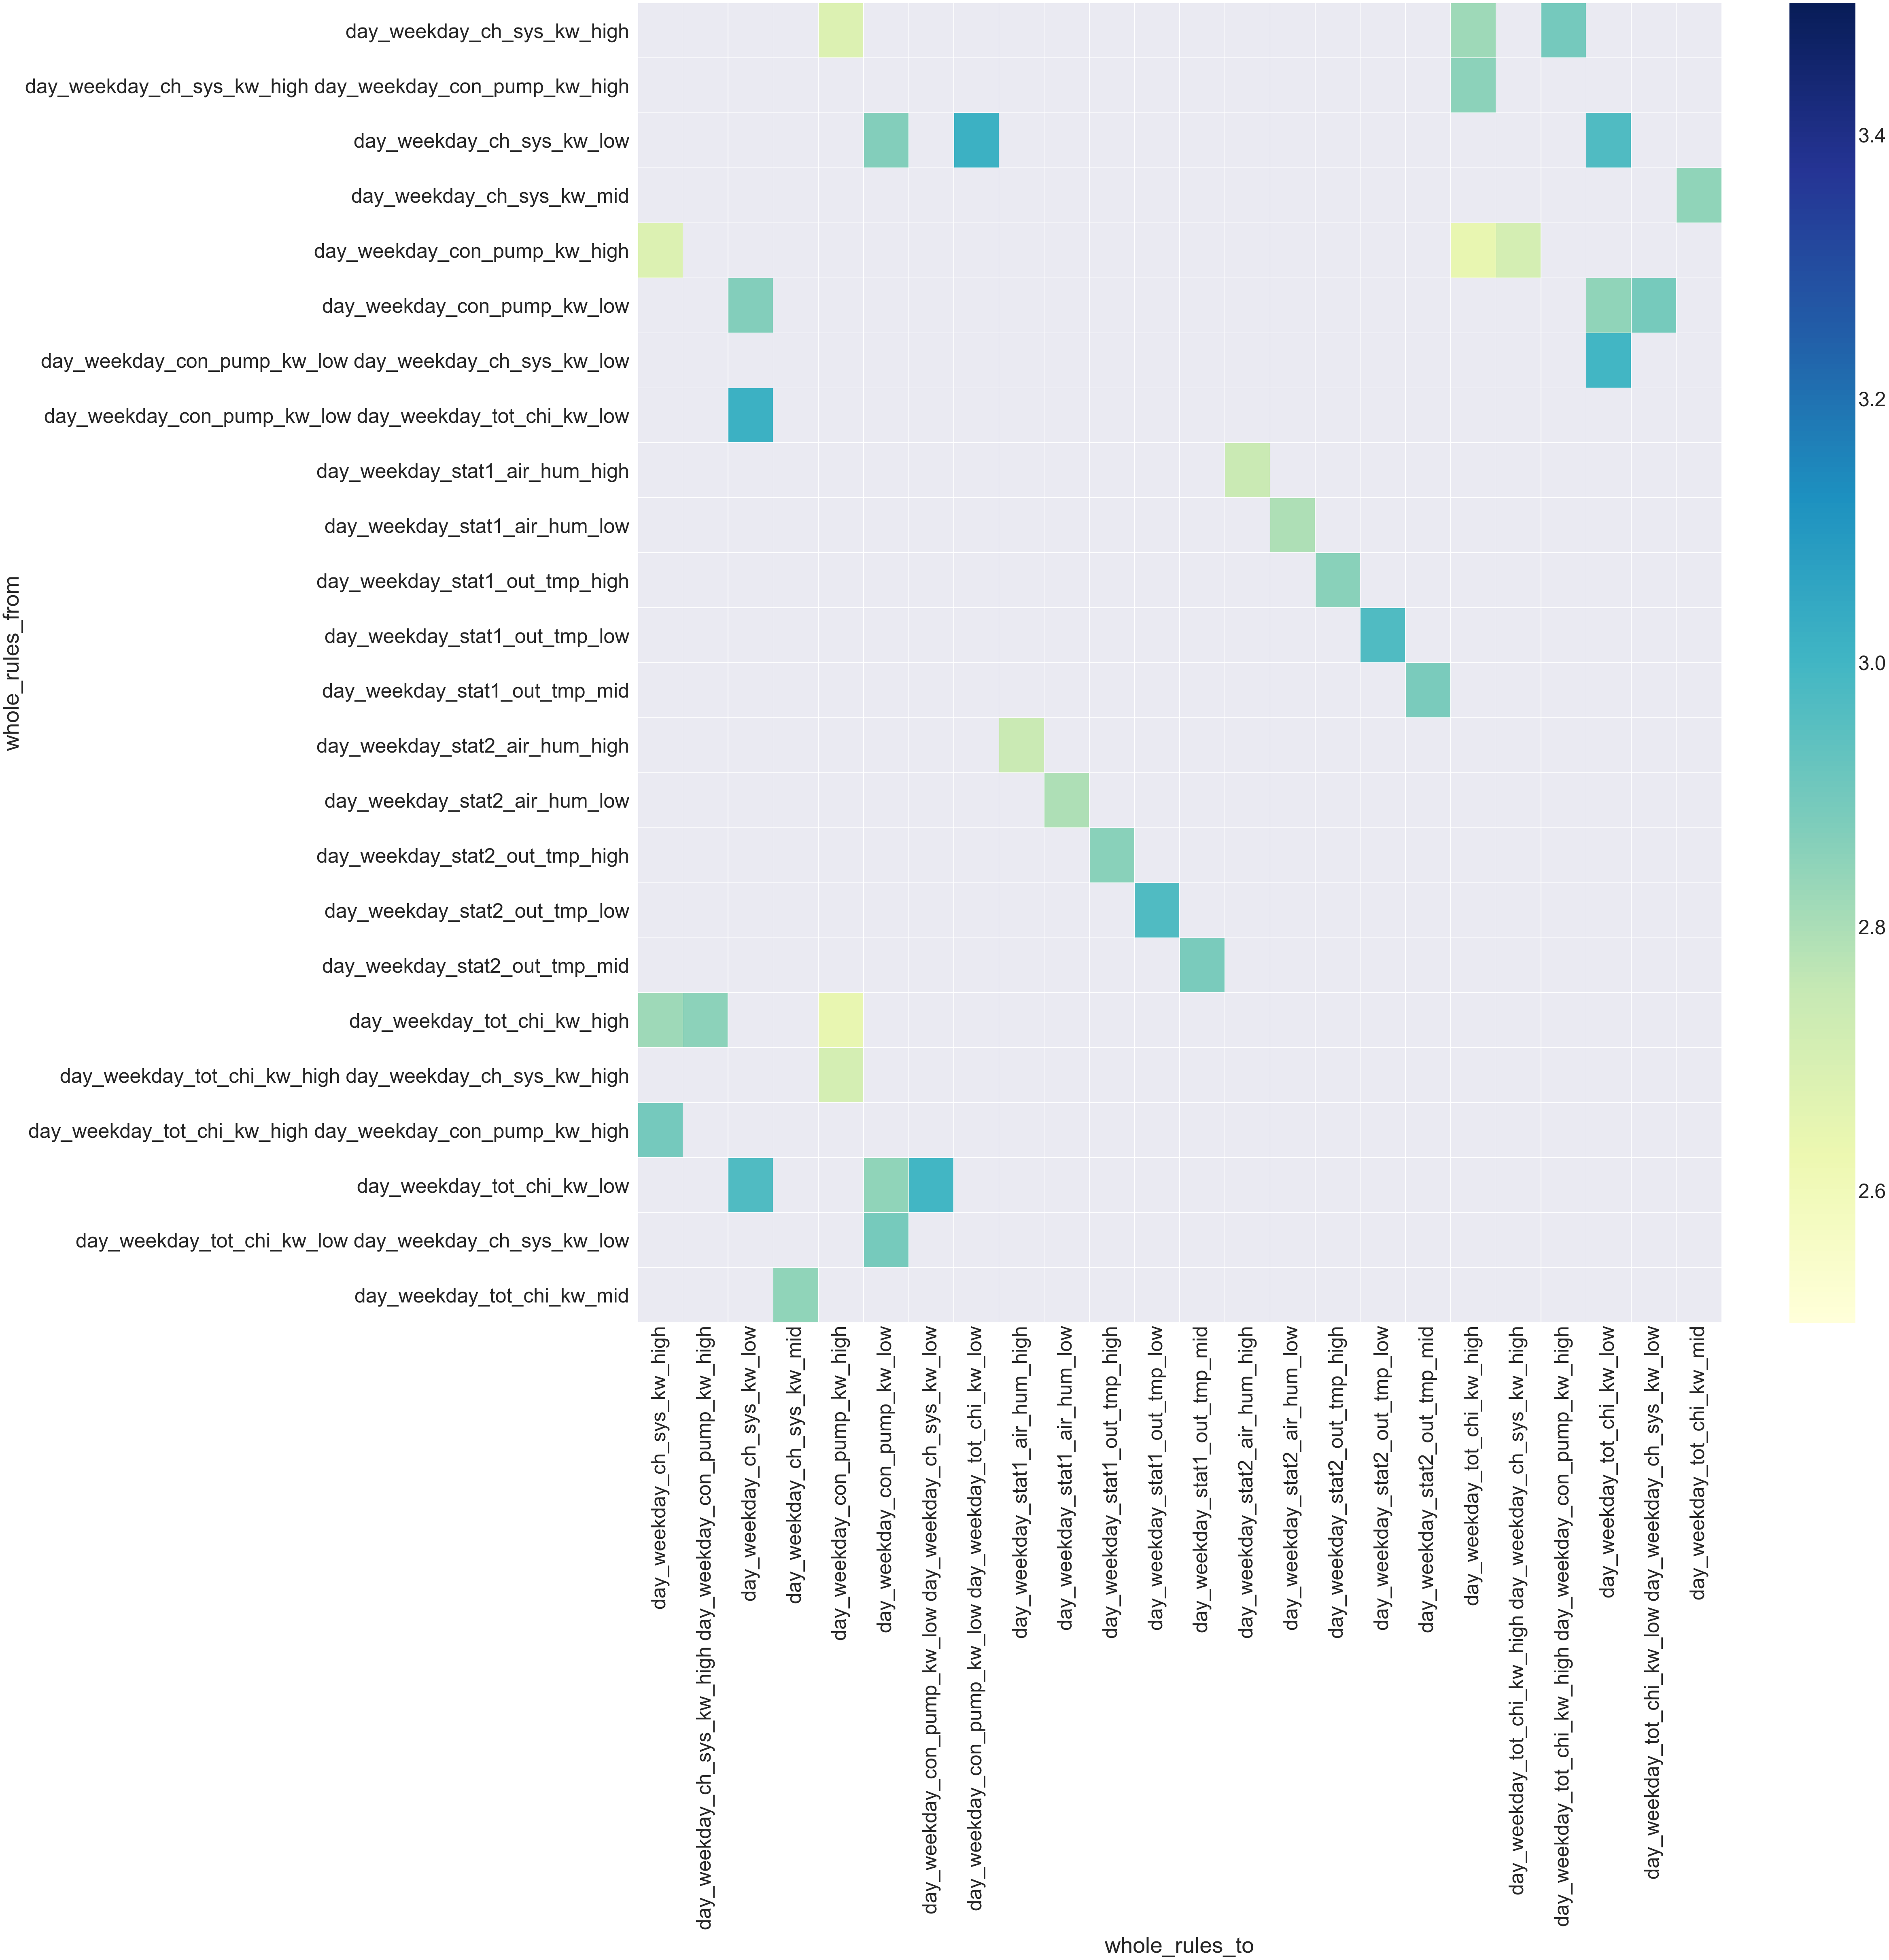 whole_rules_from
day_weekday_ch_sys_kw_high
day_weekday_ch_sys_kw_high day_weekday_con_pump_kw_high
day_weekday_ch_sys_kw_low
day_weekday_ch_sys_kw_mid
day_weekday_con_pump_kw_high
day_weekday_con_pump_kw_low
day_weekday_con_pump_kw_low day_weekday_ch_sys_kw_low
day_weekday_con_pump_kw_low day_weekday_tot_chi_kw_low
day_weekday_stat1_air_hum_high
day_weekday_stat1_air_hum_low
day_weekday_stat1_out_tmp_high
day_weekday_stat1_out_tmp_low
day_weekday_stat1_out_tmp_mid
day_weekday_stat2_air_hum_high
day_weekday_stat2_air_hum_low
day_weekday_stat2_out_tmp_high
day_weekday_stat2_out_tmp_low
day_weekday_stat2_out_tmp_mid
day_weekday_tot_chi_kw_high
day_weekday_tot_chi_kw_high day_weekday_ch_sys_kw_high
day_weekday_tot_chi_kw_high day_weekday_con_pump_kw_high
day_weekday_tot_chi_kw_low
day_weekday_tot_chi_kw_low day_weekday_ch_sys_kw_low
day_weekday_tot_chi_kw_mid
day_weekday_ch_sys_kw_high
day_weekday_ch_sys_kw_high day_weekday_con_pump_kw_high
day_weekday_ch_sys_kw_low
day_weekday_ch_sys_kw_mid
day_weekday_con_pump_kw_high
day_weekday_con_pump_kw_low
day_weekday_con_pump_kw_low day_weekday_ch_sys_kw_low
day_weekday_con_pump_kw_low day_weekday_tot_chi_kw_low
day_weekday_stat1_air_hum_high
day_weekday_stat1_air_hum_low
day_weekday_stat1_out_tmp_high
day_weekday_stat1_out_tmp_low
day_weekday_stat1_out_tmp_mid
day_weekday_stat2_air_hum_high
day_weekday_stat2_air_hum_low
day_weekday_stat2_out_tmp_high
day_weekday_stat2_out_tmp_low
day_weekday_stat2_out_tmp_mid
day_weekday_tot_chi_kw_high
day_weekday_tot_chi_kw_high day_weekday_ch_sys_kw_high
day_weekday_tot_chi_kw_high day_weekday_con_pump_kw_high
day_weekday_tot_chi_kw_low
day_weekday_tot_chi_kw_low day_weekday_ch_sys_kw_low
day_weekday_tot_chi_kw_mid
whole_rules_to
3.4
3.2
3.0
2.8
2.6